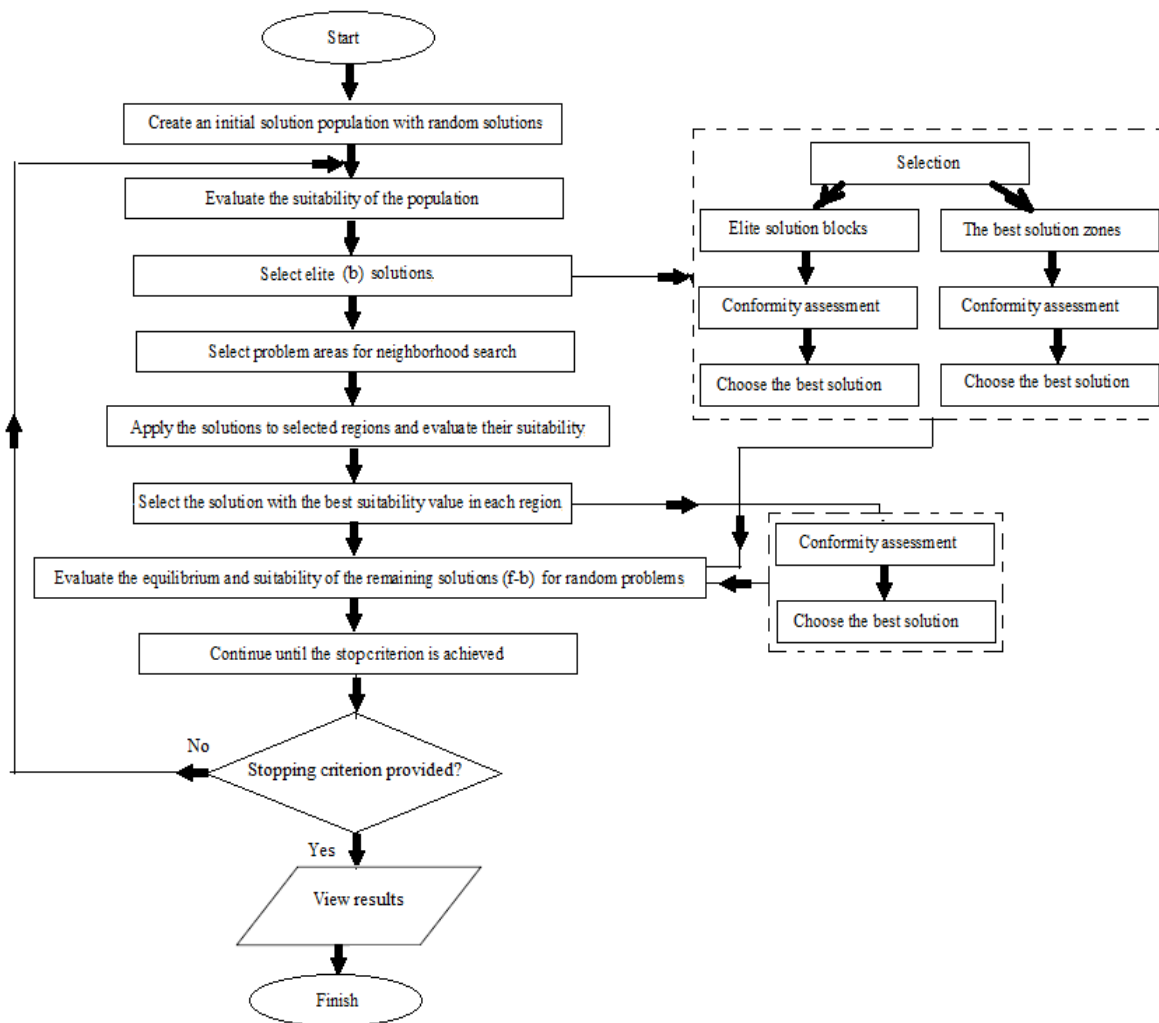 Start
Create an initial solution population with random solutions
Evaluate the suitability of the population
Select elite (b) solutions.
Select problem areas for neighborhood search
Apply the solutions to selected regions and evaluate their suitability
Select the solution with the best suitability value in each region
Evaluate the equilibrium and suitability of the remaining solutions (f-b) for random problems
Continue until the stop criterion is achieved
Stopping criterion provided?
No
Yes
View results
Finish
Selection
Elite solution blocks
Conformity assessment
Choose the best solution
The best solution zones
Conformity assessment
Choose the best solution
Conformity assessment
Choose the best solution